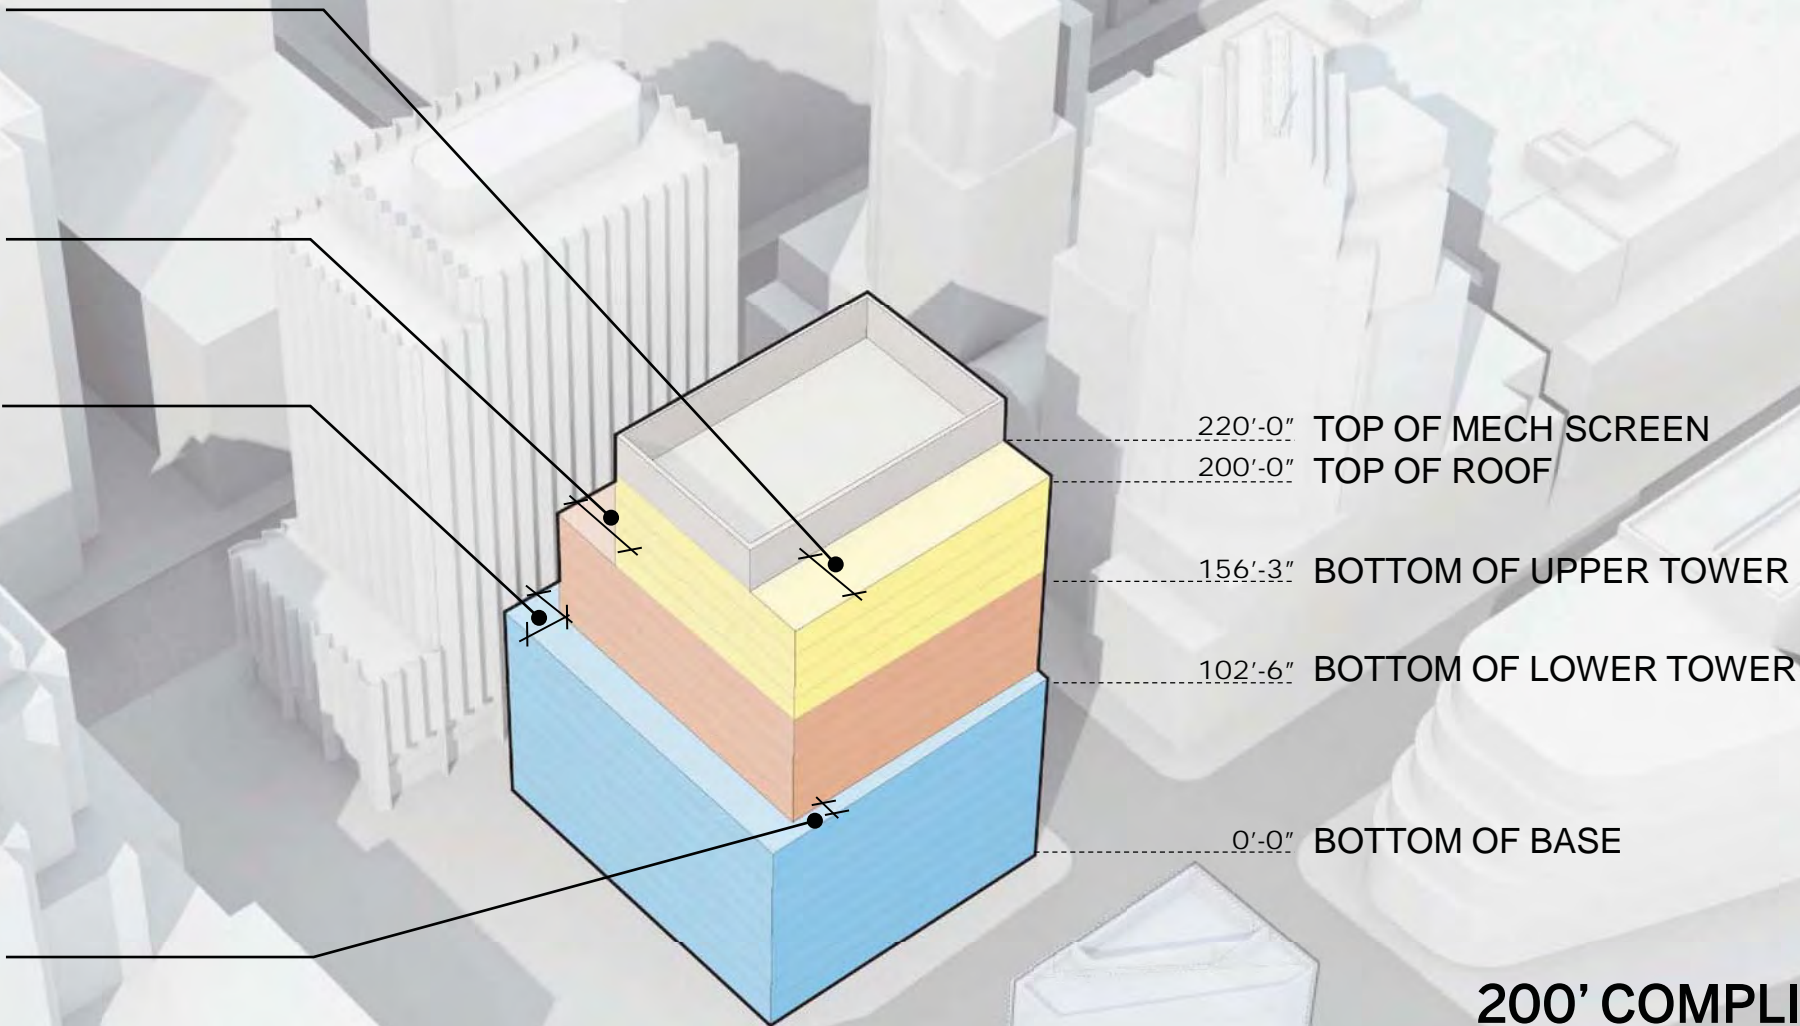 220'-0" TOP OF MECH SCREEN
200'-0" TOP OF ROOF
156'-3" BOTTOM OF UPPER TOWER
102'-6" BOTTOM OF LOWER TOWER
0'-0" BOTTOM OF BASE
200' COMPLI